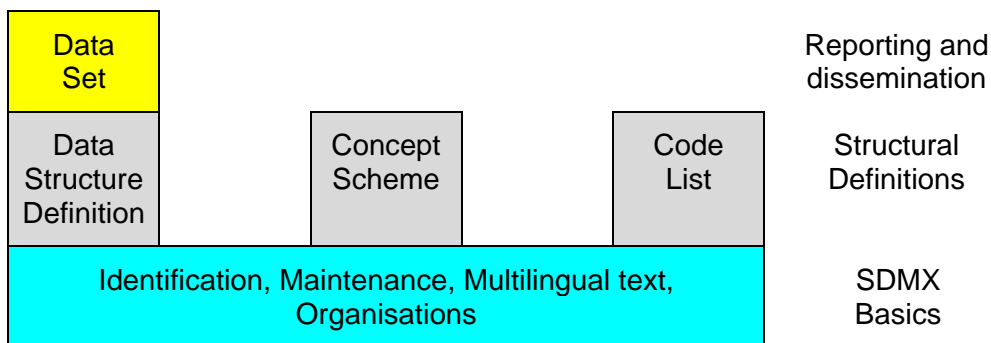 Data
Set
Reporting and
dissemination
Data
Structure
Definition
Concept
Scheme
Code
List
Structural
Definitions
Identification, Maintenance, Multilingual text,
Organisations
SDMX
Basics